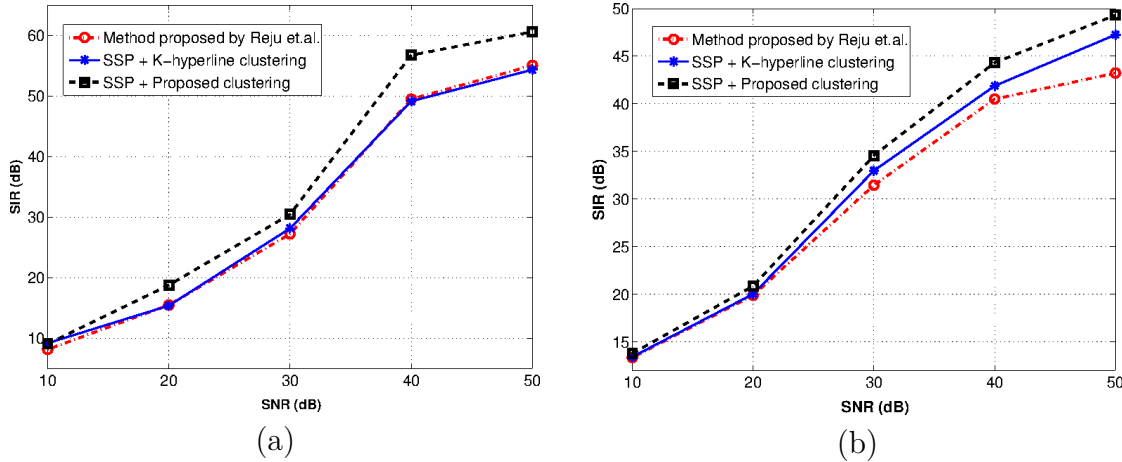 60
50
40
30
20
10
SIR (dB)
10 20 30 40 50
SNR (dB)
Method proposed by Reju et.al.
SSP + K-hyperline clustering
SSP + Proposed clustering
(a)
50
45
40
35
30
25
20
15
SIR (dB)
10 20 30 40 50
SNR (dB)
Method proposed by Reju et.al.
SSP + K-hyperline clustering
SSP + Proposed clustering
(b)